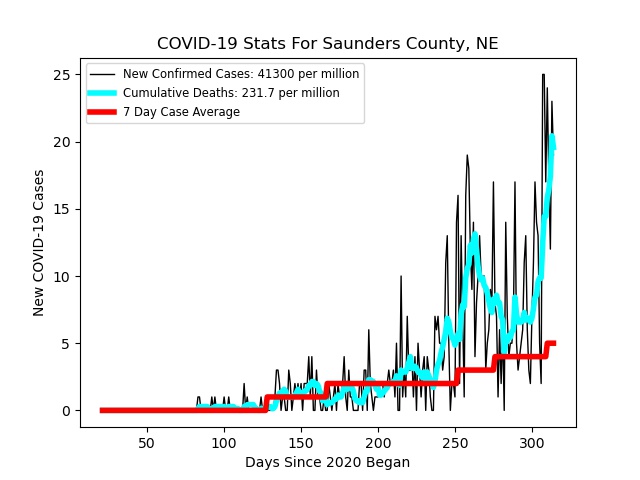 COVID-19 Stats For Saunders County, NE
New Confirmed Cases: 41300 per million
Cumulative Deaths: 231.7 per million
7 Day Case Average
25
20
15
10
5
0
New COVID-19 Cases
50 100 150 200 250 300
Days Since 2020 Began